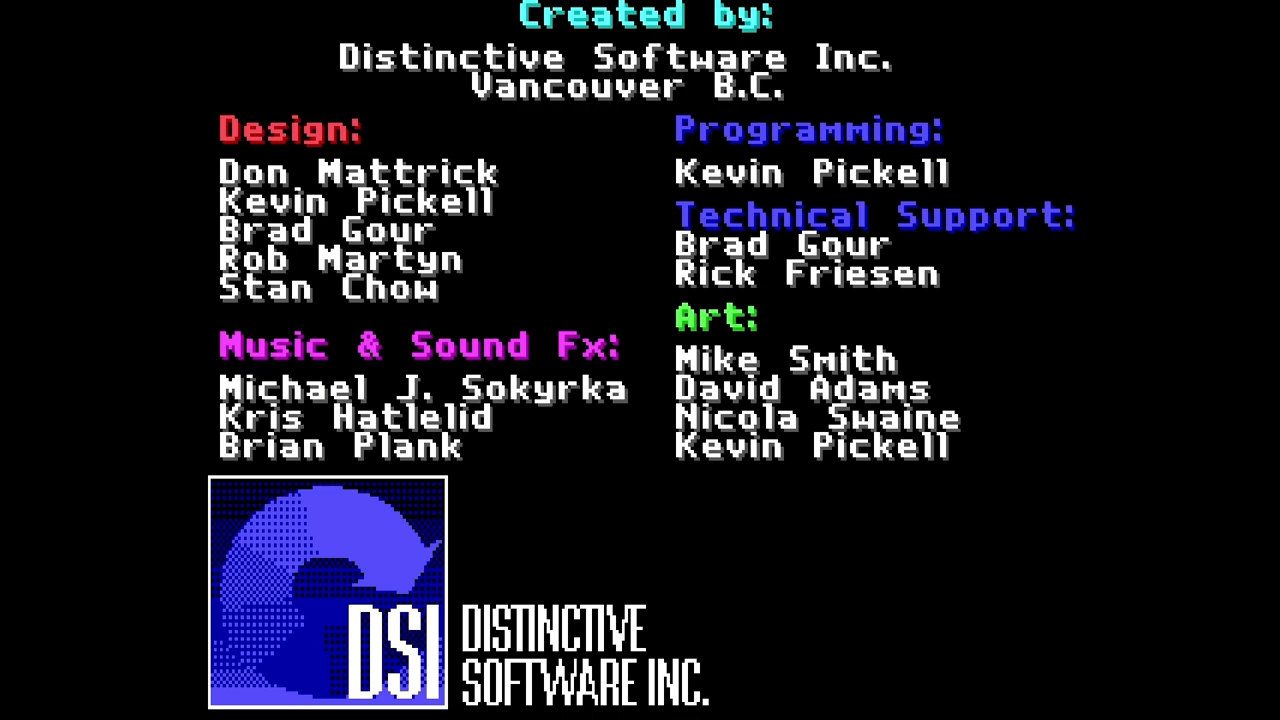 Created by:
Distinctive Software Inc.
Vancouver B.C.
Design:
Don Mattrick
Kevin Pickell
Brad Gour
Rob Martyn
Stan Chow
Music & Sound Fx:
Michael J. Sokyrka
Kris Hatlelid
Brian Plank
Programming:
Kevin Pickell
Technical Support:
Brad Gour
Rick Friesen
Art:
Mike Smith
David Adams
Nicola Swaine
Kevin Pickell
DSI
DISTINCTIVE
SOFTWARE INC.